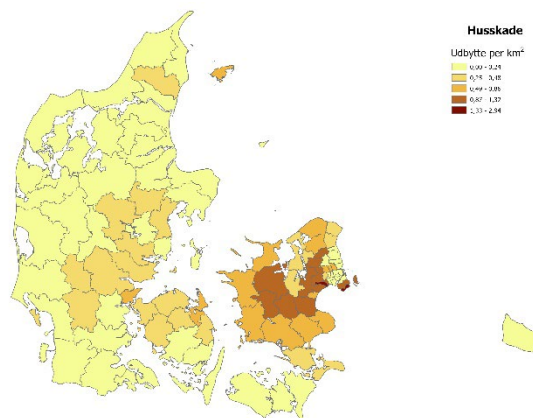 Husskade
Udbytte per km²
0,00 - 0,24
0,25 - 0,48
0,49 - 0,86
0,87 - 1,32
1,33 - 2,94